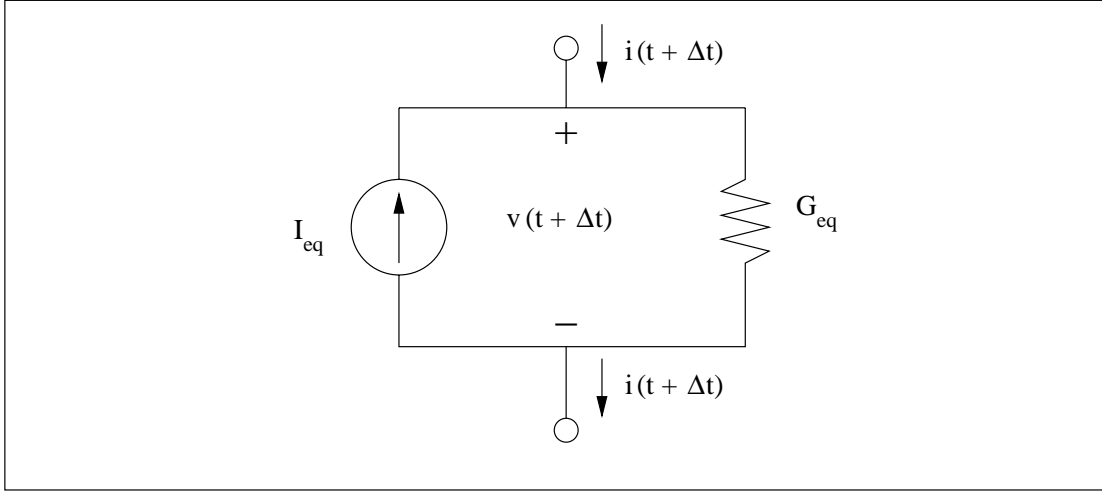 i(t + Δt)
+
I_eq
v(t + Δt)
G_eq
−
i(t + Δt)